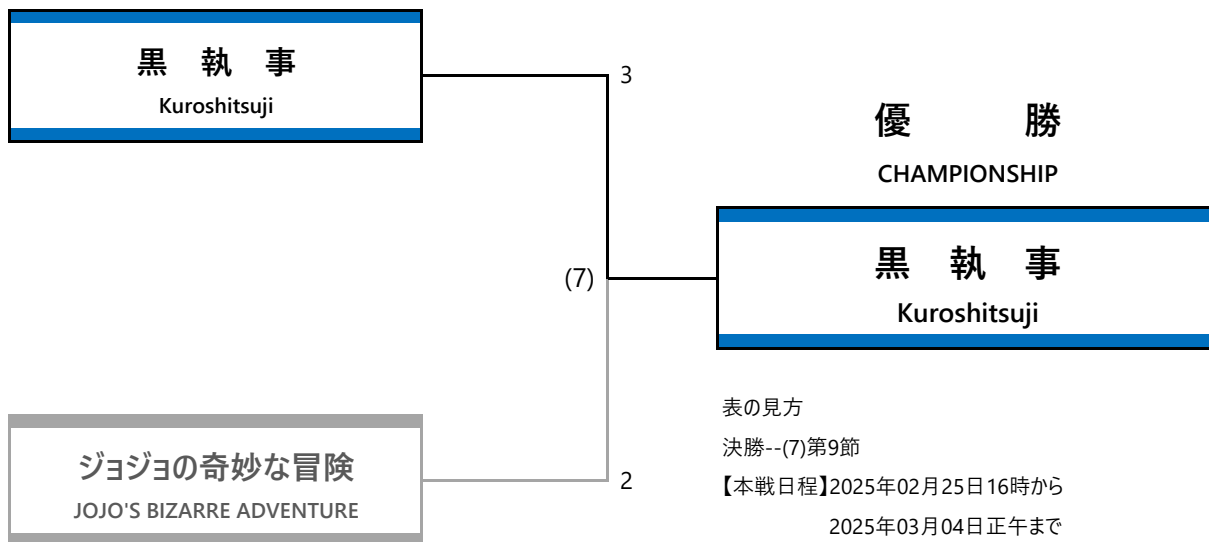 黒　執　事
Kuroshitsuji
3
優　勝
CHAMPIONSHIP
(7)
黒　執　事
Kuroshitsuji
ジョジョの奇妙な冒険
JOJO'S BIZARRE ADVENTURE
2
表の見方
決勝--(7)第9節
【本戦日程】2025年02月25日16時から
2025年03月04日正午まで